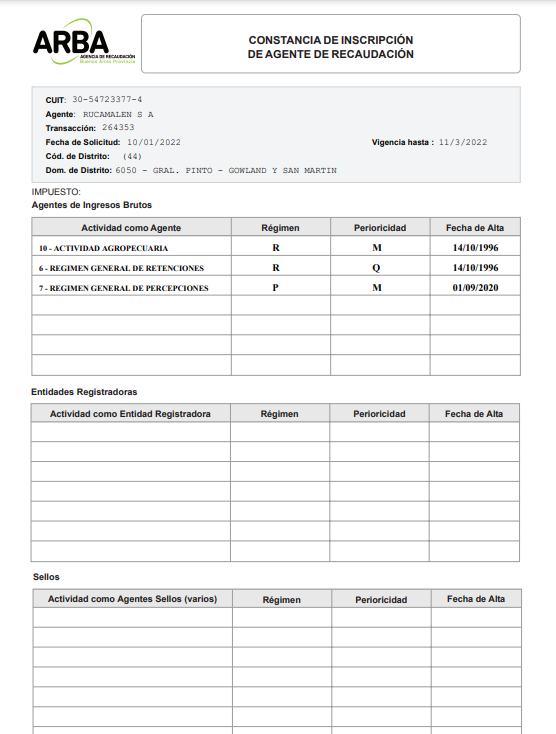 ARBA
AGENCIA DE RECAUDACIÓN
Buenos Aires Provincia
CONSTANCIA DE INSCRIPCIÓN
DE AGENTE DE RECAUDACIÓN
CUIT: 30-54723377-4
Agente: RUCAMALEN S A
Transacción: 264353
Fecha de Solicitud: 10/01/2022 Vigencia hasta : 11/3/2022
Cód. de Distrito: (44)
Dom. de Distrito: 6050 - GRAL. PINTO - GOWLAND Y SAN MARTIN
IMPUESTO:
Agentes de Ingresos Brutos
Actividad como Agente Régimen Perioricidad Fecha de Alta
10 - ACTIVIDAD AGROPECUARIA R M 14/10/1996
6 - REGIMEN GENERAL DE RETENCIONES R Q 14/10/1996
7 - REGIMEN GENERAL DE PERCEPCIONES P M 01/09/2020
Entidades Registradoras
Actividad como Entidad Registradora Régimen Perioricidad Fecha de Alta
Sellos
Actividad como Agentes Sellos (varios) Régimen Perioricidad Fecha de Alta